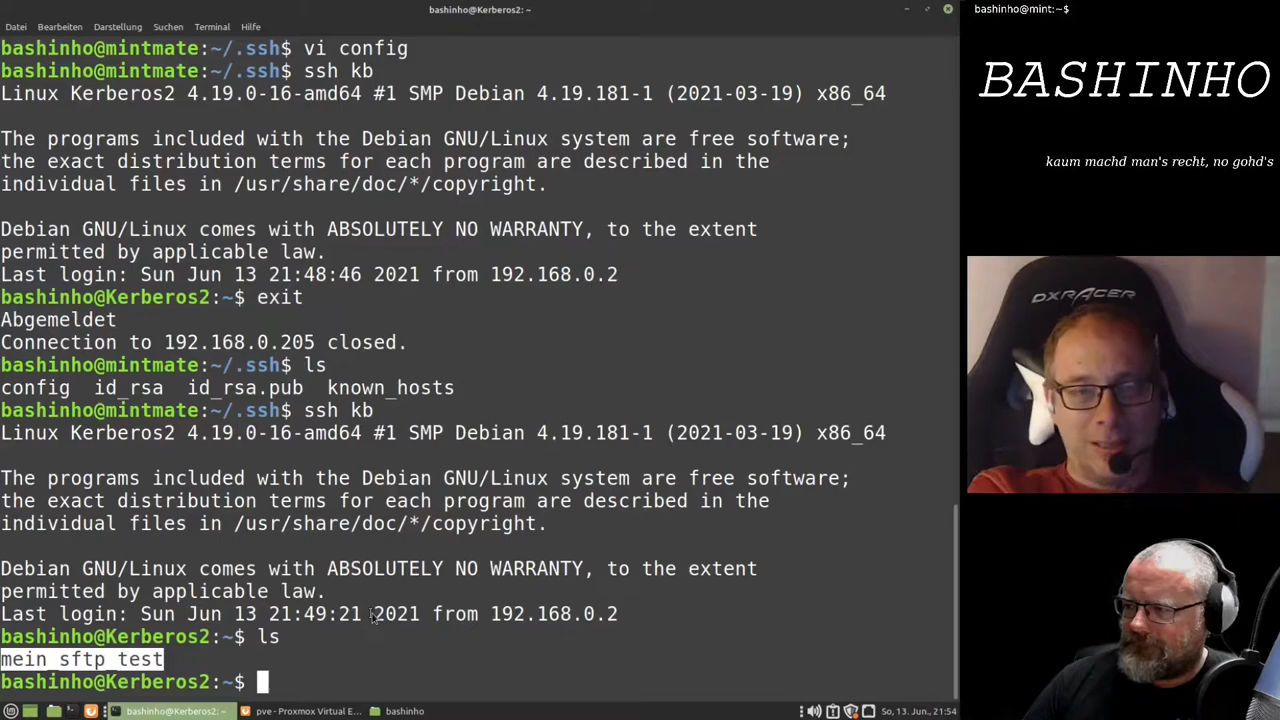 bashinho@Kerberos2: ~
Datei Bearbeiten Darstellung Suchen Terminal Hilfe
bashinho@mintmate:~/.ssh$ vi config
bashinho@mintmate:~/.ssh$ ssh kb
Linux Kerberos2 4.19.0-16-amd64 #1 SMP Debian 4.19.181-1 (2021-03-19) x86_64
The programs included with the Debian GNU/Linux system are free software;
the exact distribution terms for each program are described in the
individual files in /usr/share/doc/*/copyright.
Debian GNU/Linux comes with ABSOLUTELY NO WARRANTY, to the extent
permitted by applicable law.
Last login: Sun Jun 13 21:48:46 2021 from 192.168.0.2
bashinho@Kerberos2:~$ exit
Abgemeldet
Connection to 192.168.0.205 closed.
bashinho@mintmate:~/.ssh$ ls
config id_rsa id_rsa.pub known_hosts
bashinho@mintmate:~/.ssh$ ssh kb
Linux Kerberos2 4.19.0-16-amd64 #1 SMP Debian 4.19.181-1 (2021-03-19) x86_64
The programs included with the Debian GNU/Linux system are free software;
the exact distribution terms for each program are described in the
individual files in /usr/share/doc/*/copyright.
Debian GNU/Linux comes with ABSOLUTELY NO WARRANTY, to the extent
permitted by applicable law.
Last login: Sun Jun 13 21:49:21 2021 from 192.168.0.2
bashinho@Kerberos2:~$ ls
mein_sftp_test
bashinho@Kerberos2:~$
bashinho@Kerberos2: ~
pve - Proxmox Virtual E...
bashinho
So, 13. Jun., 21:54
bashinho@mint:~$
BASHINHO
kaum machd man's recht, no gohd's
DXRACER